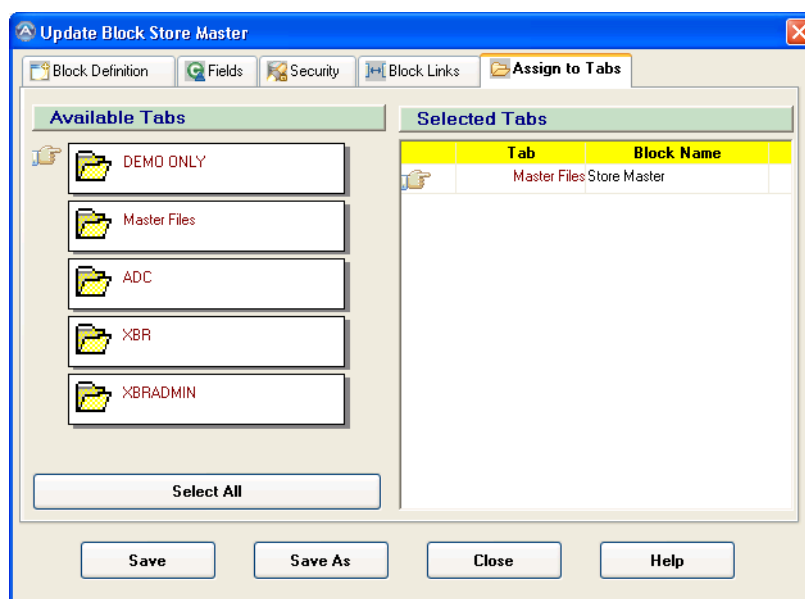 Update Block Store Master
Block Definition Fields Security Block Links Assign to Tabs
Available Tabs
DEMO ONLY
Master Files
ADC
XBR
XBRADMIN
Select All
Selected Tabs
Tab Block Name
Master Files Store Master
Save Save As Close Help